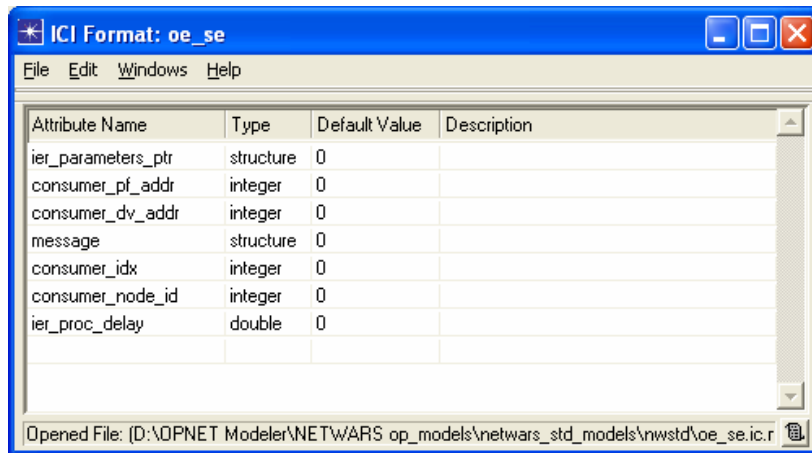 ICI Format: oe_se
File Edit Windows Help
Attribute Name Type Default Value Description
ier_parameters_ptr structure 0
consumer_pf_addr integer 0
consumer_dv_addr integer 0
message structure 0
consumer_idx integer 0
consumer_node_id integer 0
ier_proc_delay double 0
Opened File: (D:\OPNET Modeler\NETWARS op_models\netwars_std_models\nwstd\oe_se.ic.r